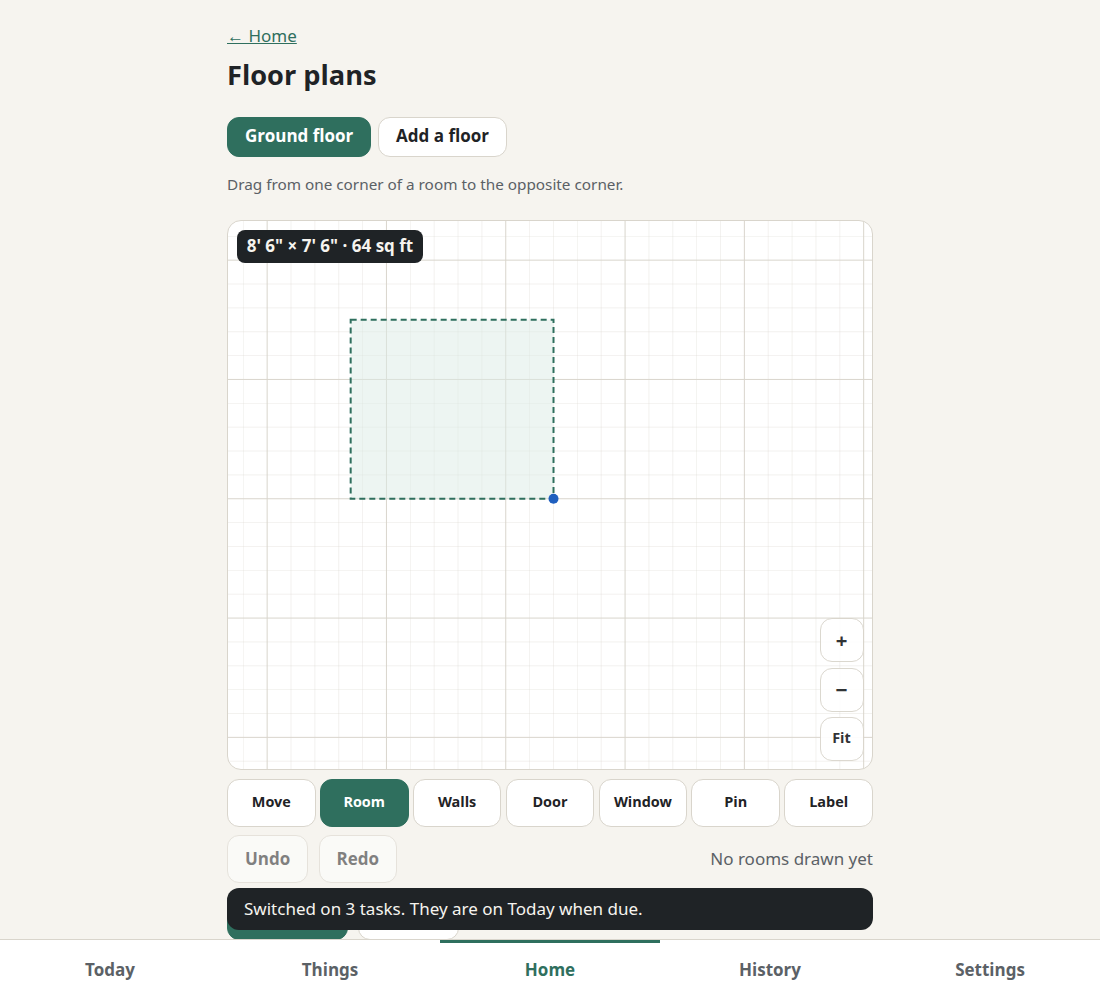 ← Home
Floor plans
Ground floor
Add a floor
Drag from one corner of a room to the opposite corner.
8' 6" × 7' 6" · 64 sq ft
+
−
Fit
Move
Room
Walls
Door
Window
Pin
Label
Undo
Redo
No rooms drawn yet
Switched on 3 tasks. They are on Today when due.
Today
Things
Home
History
Settings